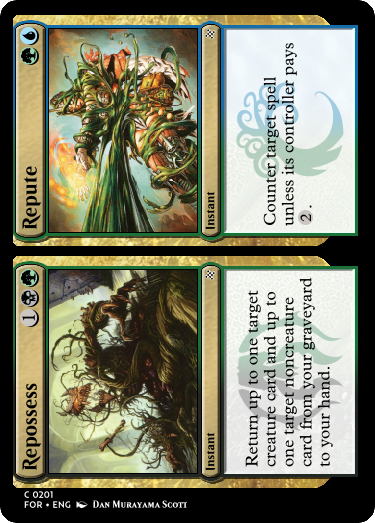 Repute
Instant
Counter target spell
unless its controller pays
2.
Repossess
1
Instant
Return up to one target
creature card and up to
one target noncreature
card from your graveyard
to your hand.
C 0201
FOR • ENG Dan Murayama Scott